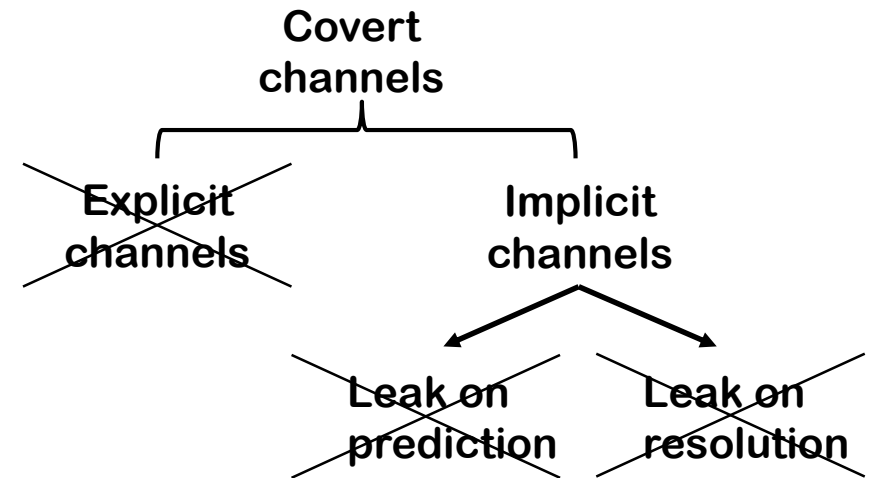 Covert
channels
Explicit
channels
Implicit
channels
Leak on
prediction
Leak on
resolution